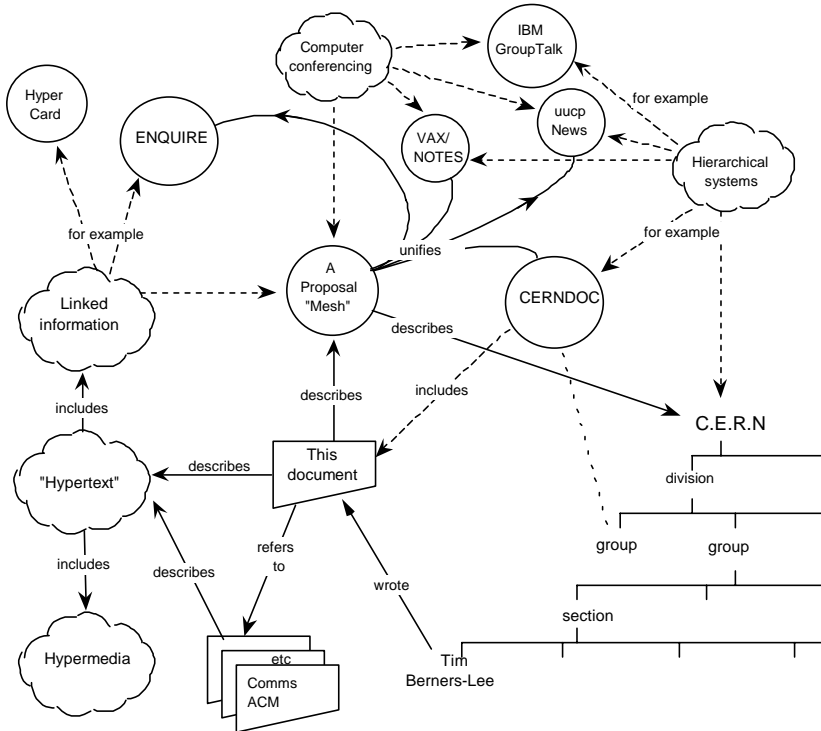 IBM
GroupTalk
Computer
conferencing
Hyper
Card
for example
uucp
News
ENQUIRE
VAX/
NOTES
Hierarchical
systems
for example
for example
unifies
A
Proposal
"Mesh"
CERNDOC
Linked
information
describes
describes
includes
includes
C.E.R.N
This
document
describes
"Hypertext"
division
refers
to
group
group
includes
describes
wrote
section
Hypermedia
etc
Comms
ACM
Tim
Berners-Lee